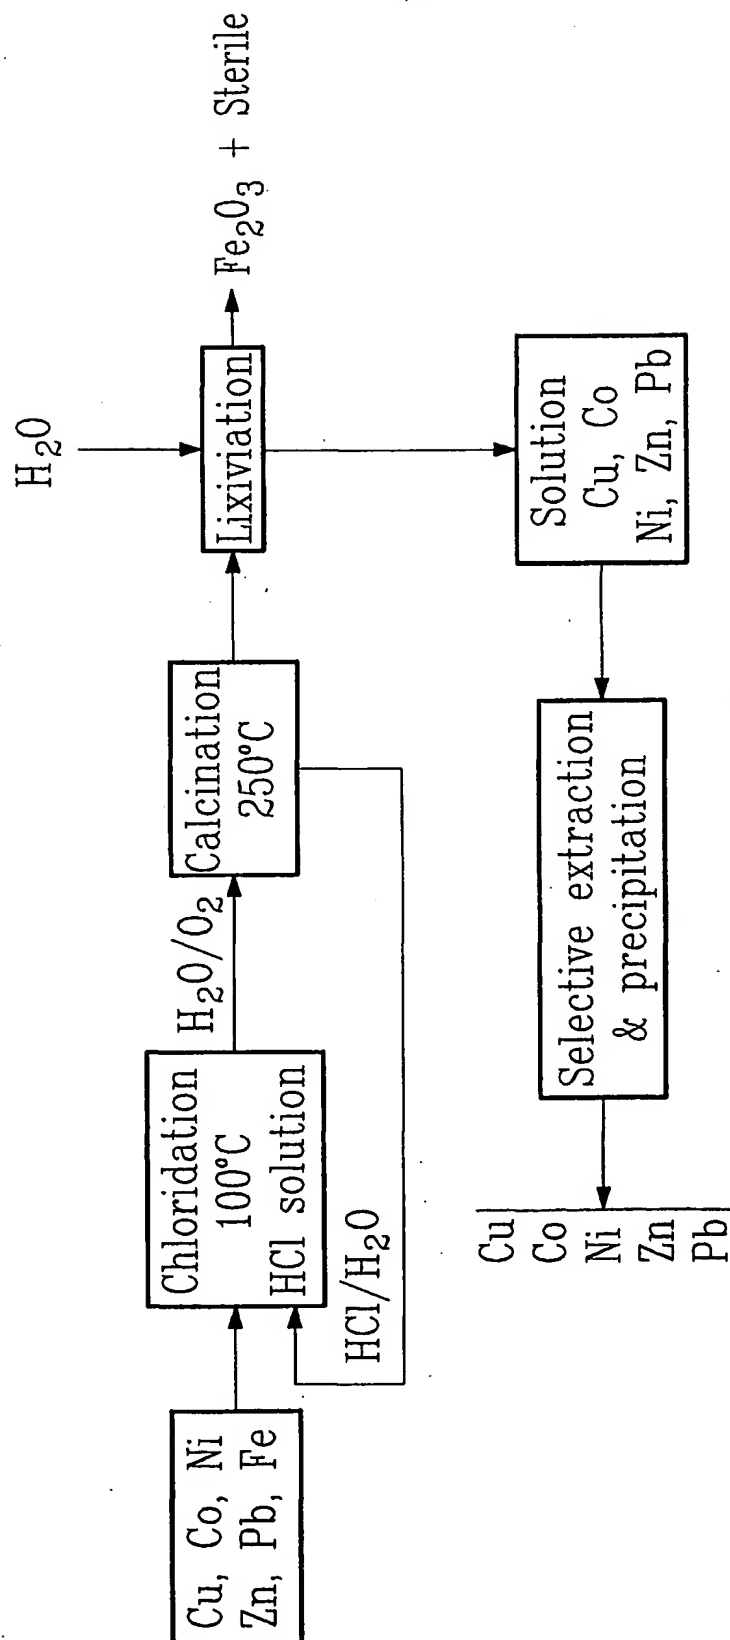 Cu, Co, Ni
Zn, Pb, Fe
Chloridation
100°C
HCl solution
HCl/H₂O
H₂O/O₂
Calcination
250°C
H₂O
Lixiviation
Fe₂O₃ + Sterile
Solution
Cu, Co
Ni, Zn, Pb
Selective extraction
& precipitation
Cu
Co
Ni
Zn
Pb